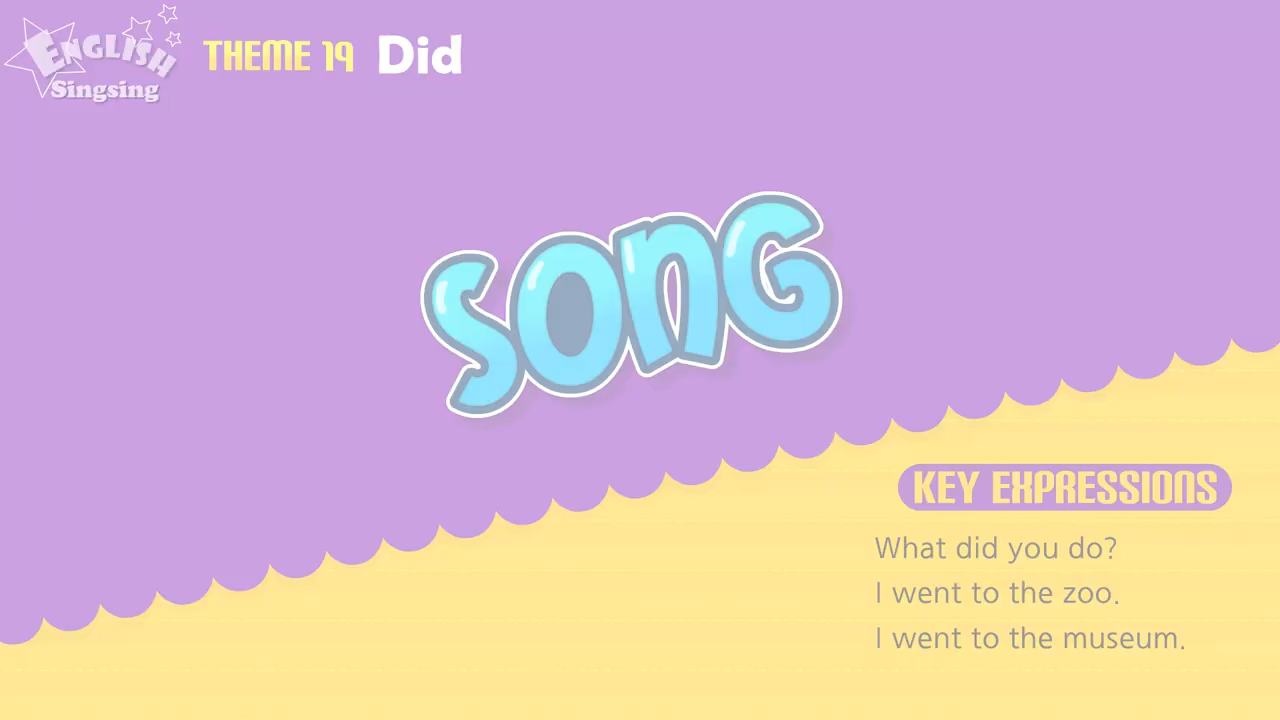 ENGLISH
Singsing
THEME 19 Did
SONG
KEY EXPRESSIONS
What did you do?
I went to the zoo.
I went to the museum.